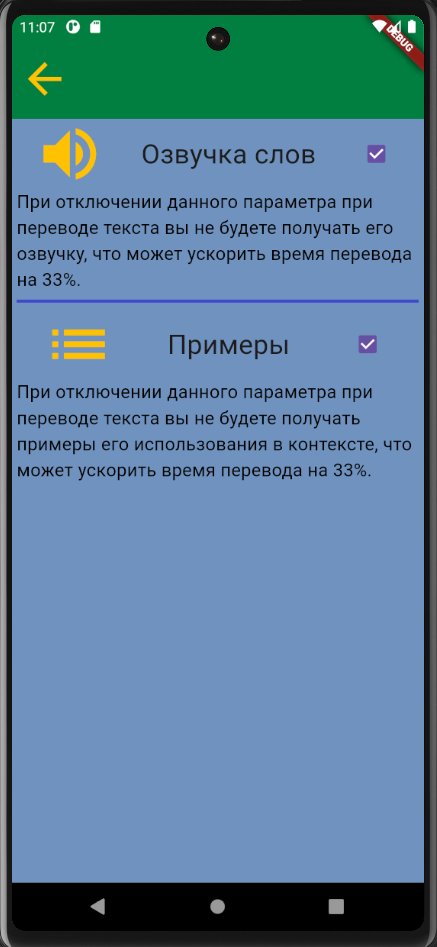 11:07
DEBUG
Озвучка слов
При отключении данного параметра при
переводе текста вы не будете получать его
озвучку, что может ускорить время перевода
на 33%.
Примеры
При отключении данного параметра при
переводе текста вы не будете получать
примеры его использования в контексте, что
может ускорить время перевода на 33%.